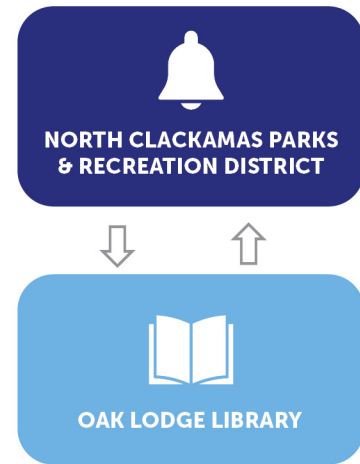 NORTH CLACKAMAS PARKS
& RECREATION DISTRICT
OAK LODGE LIBRARY